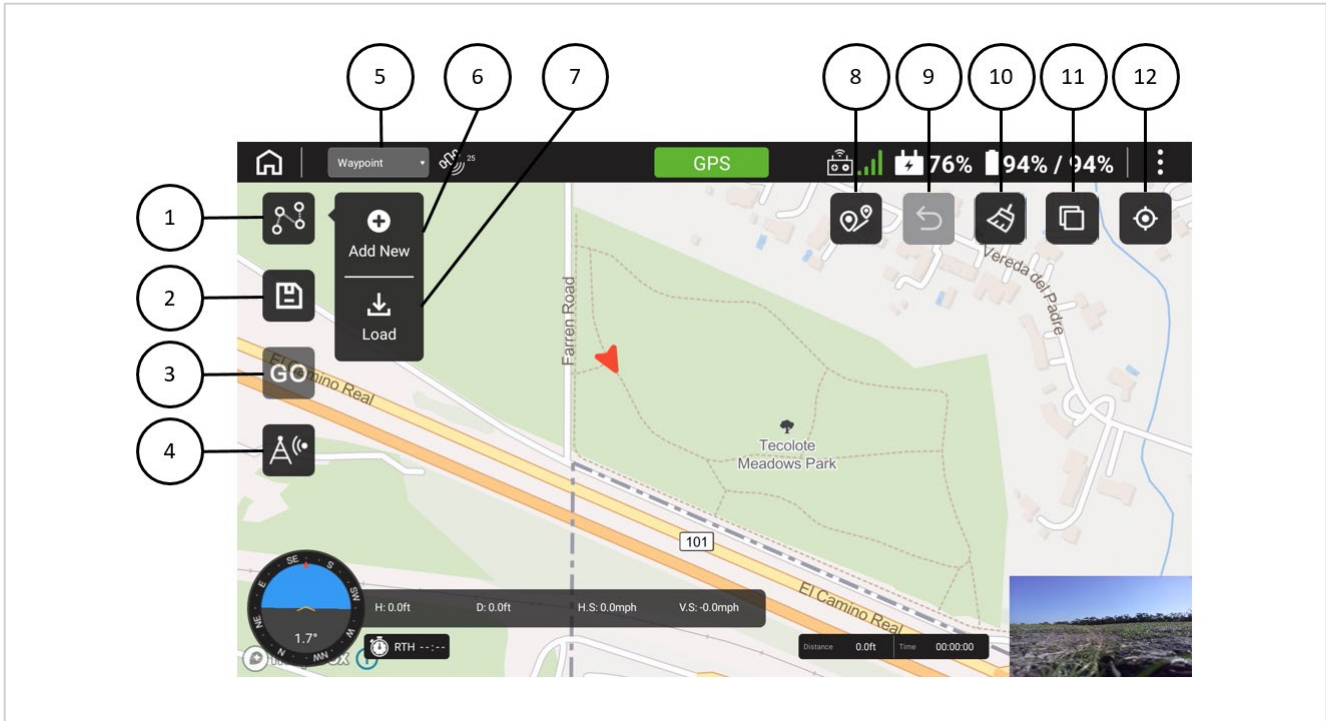 5
6
7
8
9
10
11
12
Waypoint
25
GPS
76%
94% / 94%
1
Add New
2
Load
3
GO
4
Farren Road
Vereda del Padre
El Camino Real
Tecolote
Meadows Park
101
El Camino Real
SE
S
SW
W
NW
N
NE
E
1.7°
H: 0.0ft
D: 0.0ft
H.S: 0.0mph
V.S: -0.0mph
RTH --:--
Distance 0.0ft
Time 00:00:00